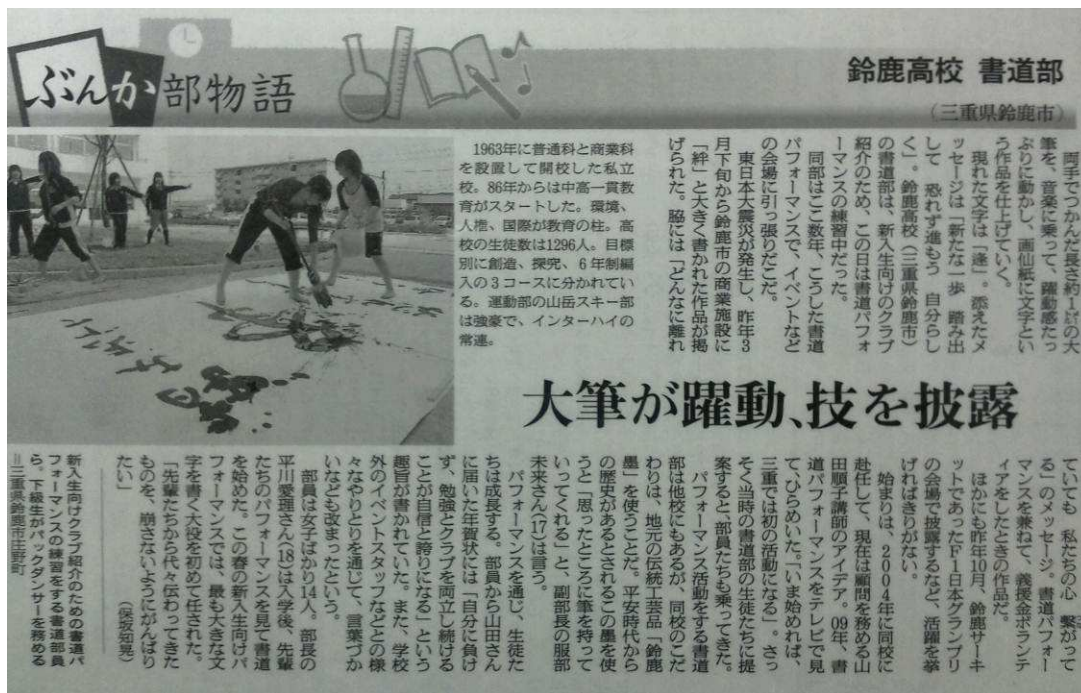 ぶんか部物語
鈴鹿高校 書道部
(三重県鈴鹿市)
両手でつかんだ長さ約1㍍の大
筆を、音楽に乗って、躍動感たっ
ぷりに動かし、画仙紙に文字とい
う作品を仕上げていく。
現れた文字は「逢」。添えたメ
ッセージは「新たな一歩 踏み出
して 恐れず進もう 自分らし
く」。鈴鹿高校(三重県鈴鹿市)
の書道部は、新入生向けのクラブ
紹介のため、この日は書道パフォ
ーマンスの練習中だった。
同部はここ数年、こうした書道
パフォーマンスで、イベントなど
の会場に引っ張りだこだ。
東日本大震災が発生し、昨年3
月下旬から鈴鹿市の商業施設に
「絆」と大きく書かれた作品が掲
げられた。脇には「どんなに離れ
1963年に普通科と商業科
を設置して開校した私立
校。86年からは中高一貫教
育がスタートした。環境、
人権、国際が教育の柱。高
校の生徒数は1296人。目標
別に創造、探究、6年制編
入の3コースに分かれてい
る。運動部の山岳スキー部
は強豪で、インターハイの
常連。
大筆が躍動、技を披露
ていても 私たちの心 繋がって
る」のメッセージ。書道パフォー
マンスを兼ねて、義援金ボランテ
ィアをしたときの作品だ。
ほかにも昨年10月、鈴鹿サーキ
ットであったF1日本グランプリ
の会場で披露するなど、活躍を挙
げればきりがない。
始まりは、2004年に同校に
赴任して、現在は顧問を務める山
田順子講師のアイデア。09年、書
道パフォーマンスをテレビで見
て、ひらめいた。「いま始めれば、
三重では初の活動になる」。さっ
そく当時の書道部の生徒たちに提
案すると、部員たちも乗ってきた。
パフォーマンス活動をする書道
部は他校にもあるが、同校のこだ
わりは、地元の伝統工芸品「鈴鹿
墨」を使うことだ。平安時代から
の歴史があるとされるこの墨を使
うと「思ったところに筆を持って
いってくれる」と、副部長の服部
未来さん(17)は言う。
パフォーマンスを通じ、生徒た
ちは成長する。部員から山田さん
に届いた年賀状には「自分に負け
ず、勉強とクラブを両立し続ける
ことが自信と誇りになる」という
趣旨が書かれていた。また、学校
外のイベントスタッフなどとの様
々なやりとりを通じて、言葉づか
いなども改まったという。
部員は女子ばかり14人。部長の
平川愛理さん(18)は入学後、先輩
たちのパフォーマンスを見て書道
を始めた。この春の新入生向けパ
フォーマンスでは、最も大きな文
字を書く大役を初めて任された。
「先輩たちから代々伝わってきた
ものを、崩さないようにがんばり
たい」
(保坂知晃)
新入生向けクラブ紹介のための書道パ
フォーマンスの練習をする書道部員
ら。下級生がバックダンサーを務める
=三重県鈴鹿市庄野町